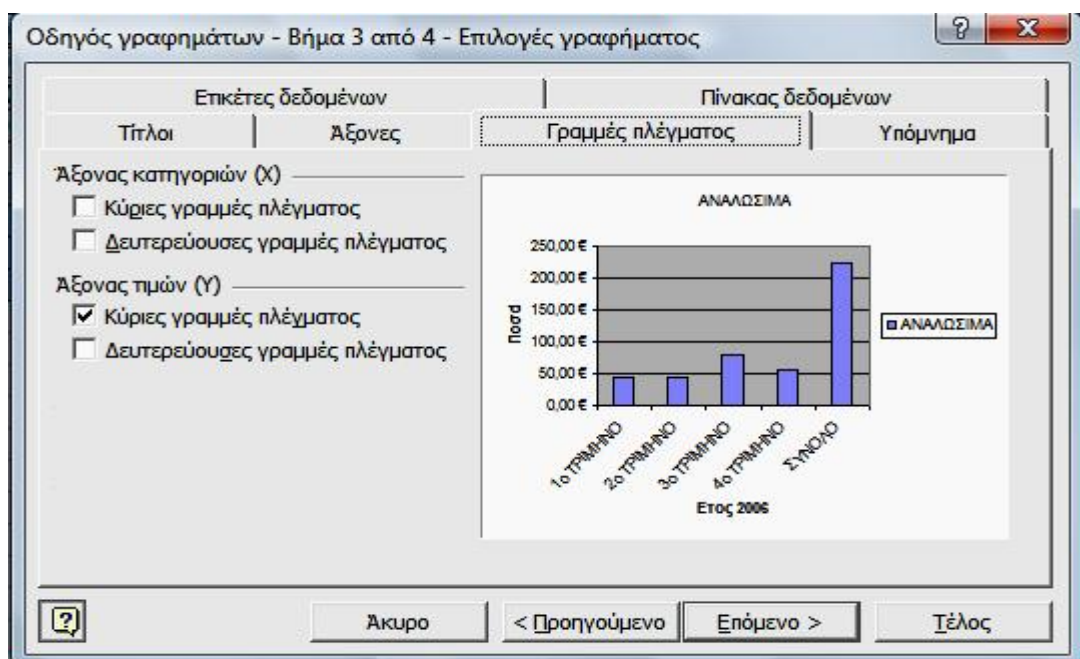 Οδηγός γραφημάτων - Βήμα 3 από 4 - Επιλογές γραφήματος
Ετικέτες δεδομένων
Πίνακας δεδομένων
Τίτλοι
Άξονες
Γραμμές πλέγματος
Υπόμνημα
Άξονας κατηγοριών (X)
Κύριες γραμμές πλέγματος
Δευτερεύουσες γραμμές πλέγματος
Άξονας τιμών (Y)
Κύριες γραμμές πλέγματος
Δευτερεύουσες γραμμές πλέγματος
ΑΝΑΛΩΣΙΜΑ
250,00 €
200,00 €
150,00 €
100,00 €
50,00 €
0,00 €
Ποσά
1ο ΤΡΙΜΗΝΟ
2ο ΤΡΙΜΗΝΟ
3ο ΤΡΙΜΗΝΟ
4ο ΤΡΙΜΗΝΟ
ΣΥΝΟΛΟ
Ετος 2006
ΑΝΑΛΩΣΙΜΑ
Άκυρο
< Προηγούμενο
Επόμενο >
Τέλος